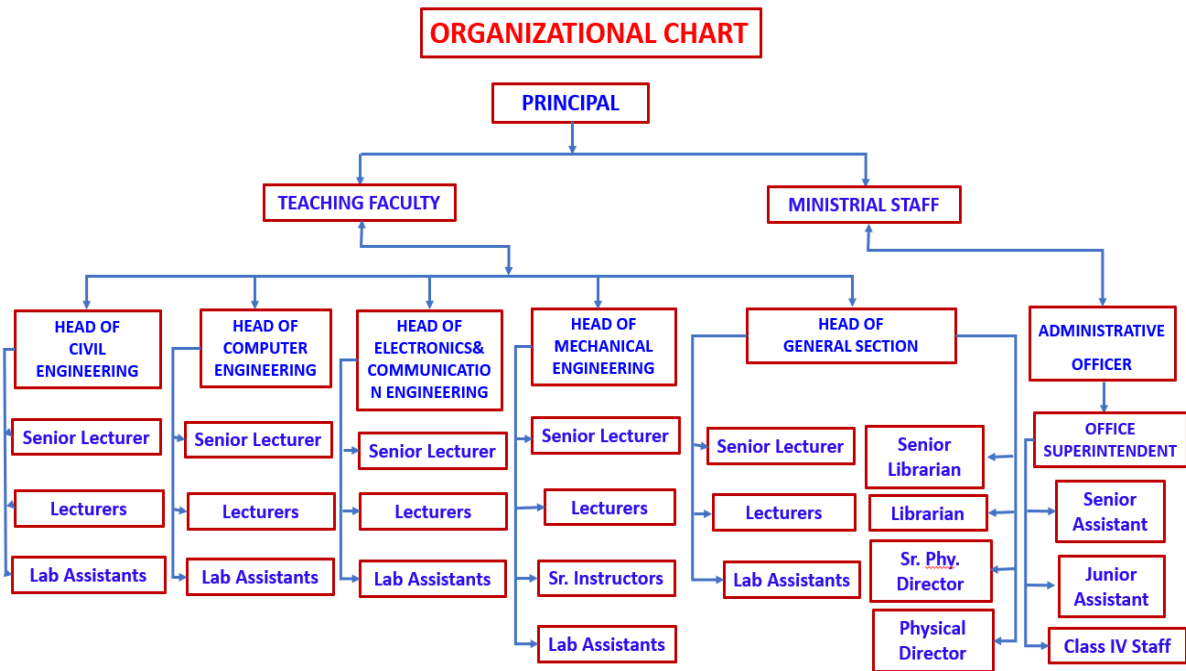 ORGANIZATIONAL CHART
PRINCIPAL
TEACHING FACULTY
MINISTRIAL STAFF
HEAD OF
CIVIL
ENGINEERING
Senior Lecturer
Lecturers
Lab Assistants
HEAD OF
COMPUTER
ENGINEERING
Senior Lecturer
Lecturers
Lab Assistants
HEAD OF
ELECTRONICS&
COMMUNICATIO
N ENGINEERING
Senior Lecturer
Lecturers
Lab Assistants
HEAD OF
MECHANICAL
ENGINEERING
Senior Lecturer
Lecturers
Sr. Instructors
Lab Assistants
HEAD OF
GENERAL SECTION
Senior Lecturer
Lecturers
Lab Assistants
Senior
Librarian
Librarian
Sr. Phy.
Director
Physical
Director
ADMINISTRATIVE
OFFICER
OFFICE
SUPERINTENDENT
Senior
Assistant
Junior
Assistant
Class IV Staff